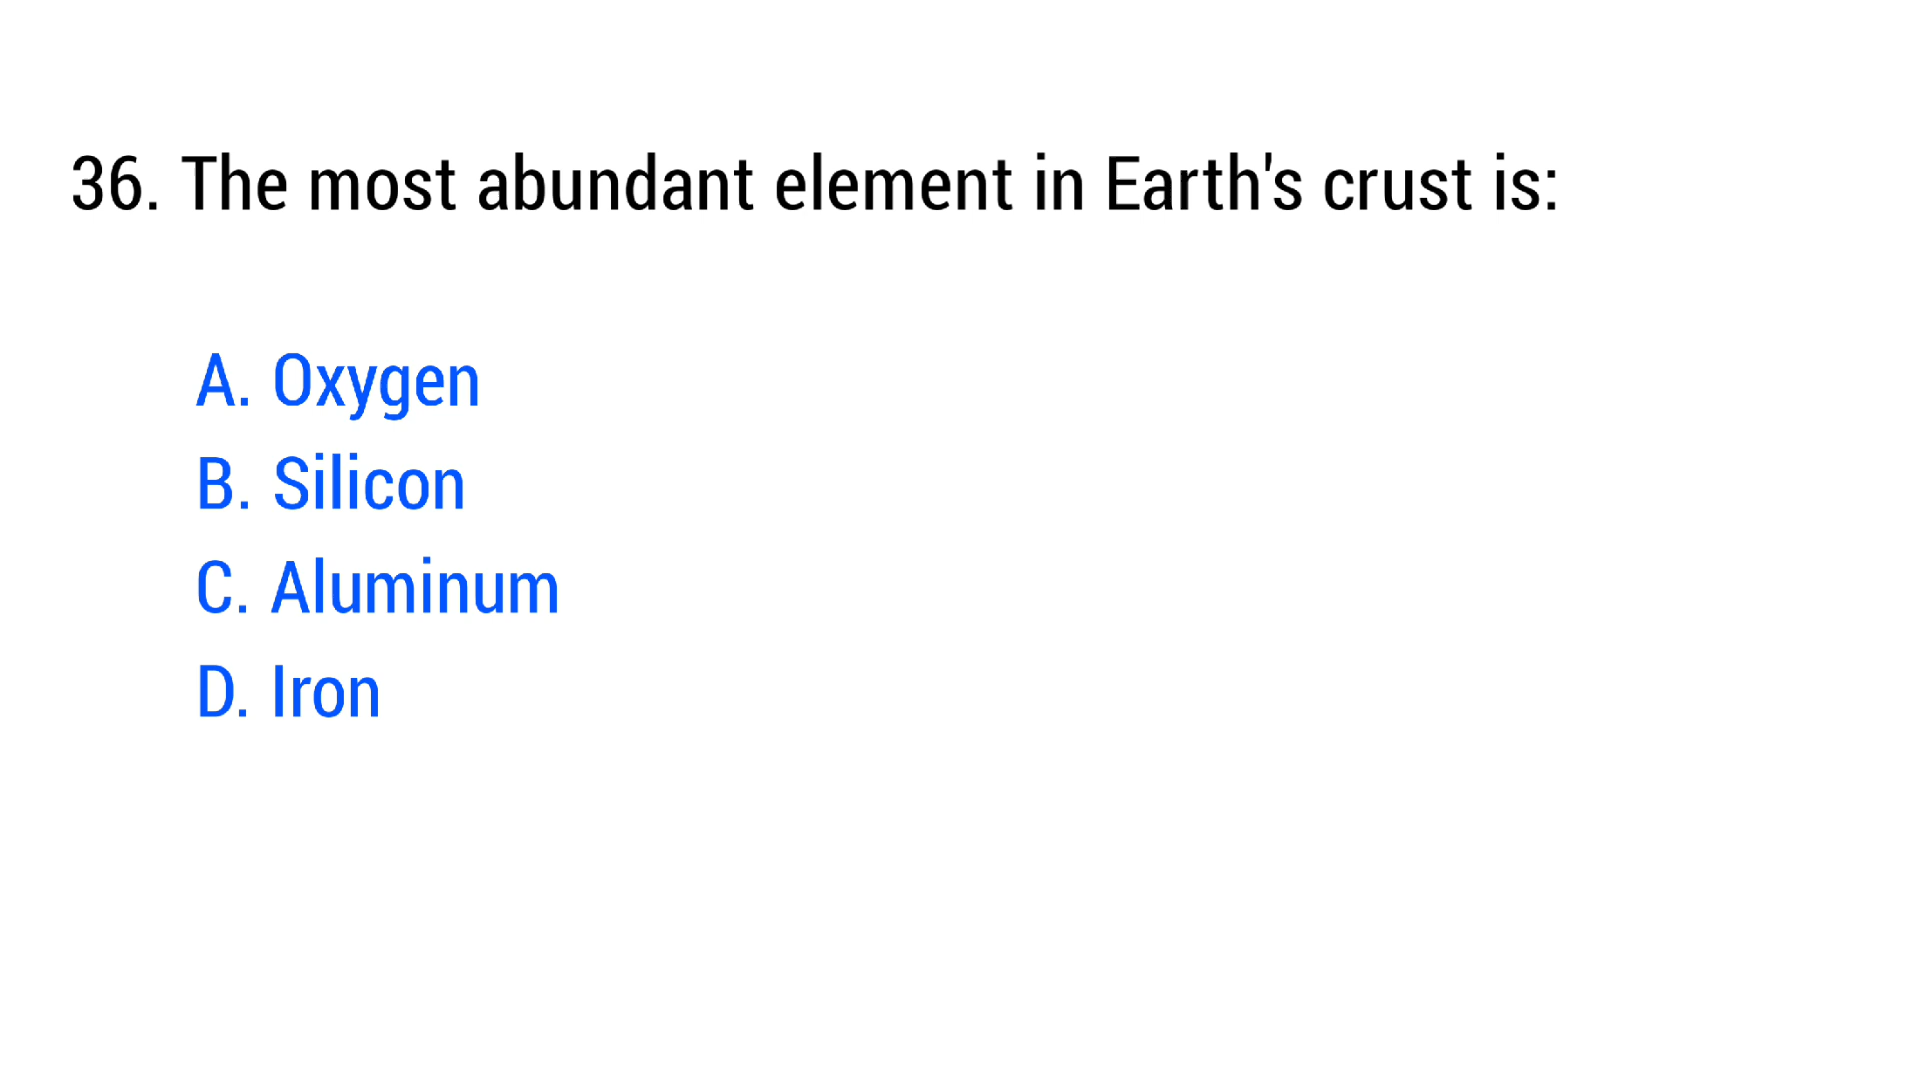 36. The most abundant element in Earth's crust is:
A. Oxygen
B. Silicon
C. Aluminum
D. Iron